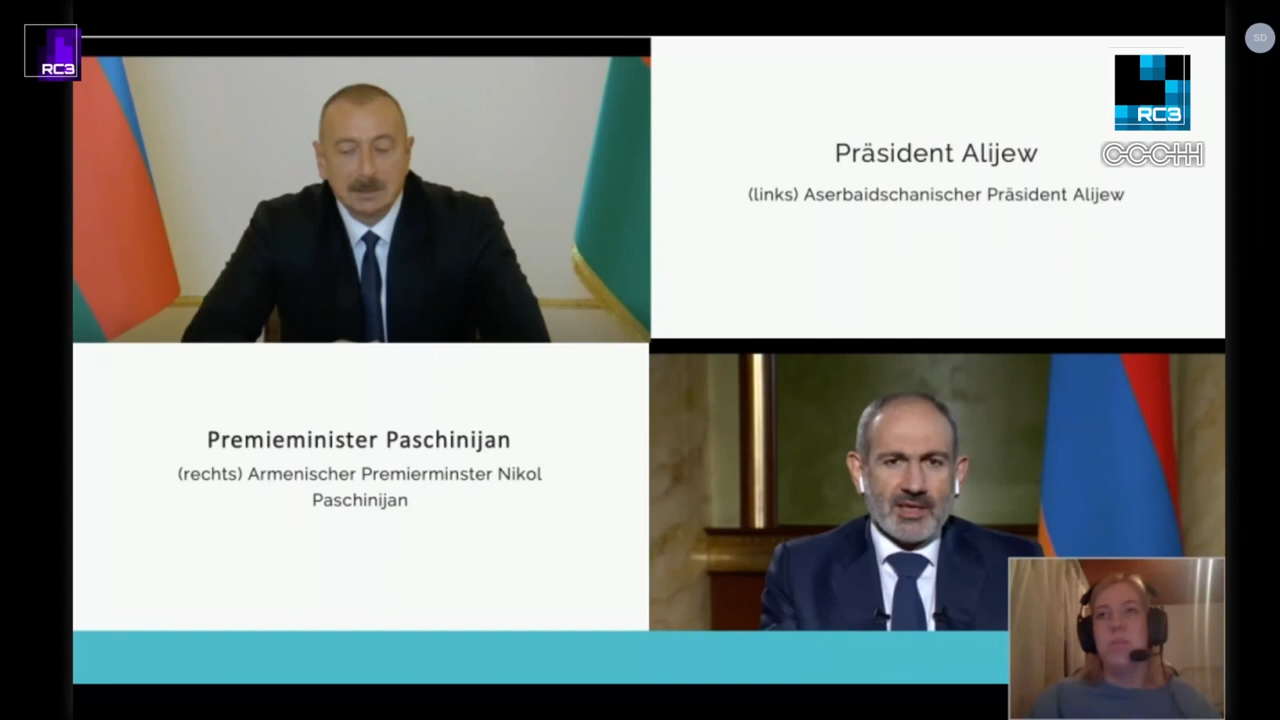 RC3
SD
RC3
CCCHH
Präsident Alijew
(links) Aserbaidschanischer Präsident Alijew
Premieminister Paschinijan
(rechts) Armenischer Premierminster Nikol
Paschinijan